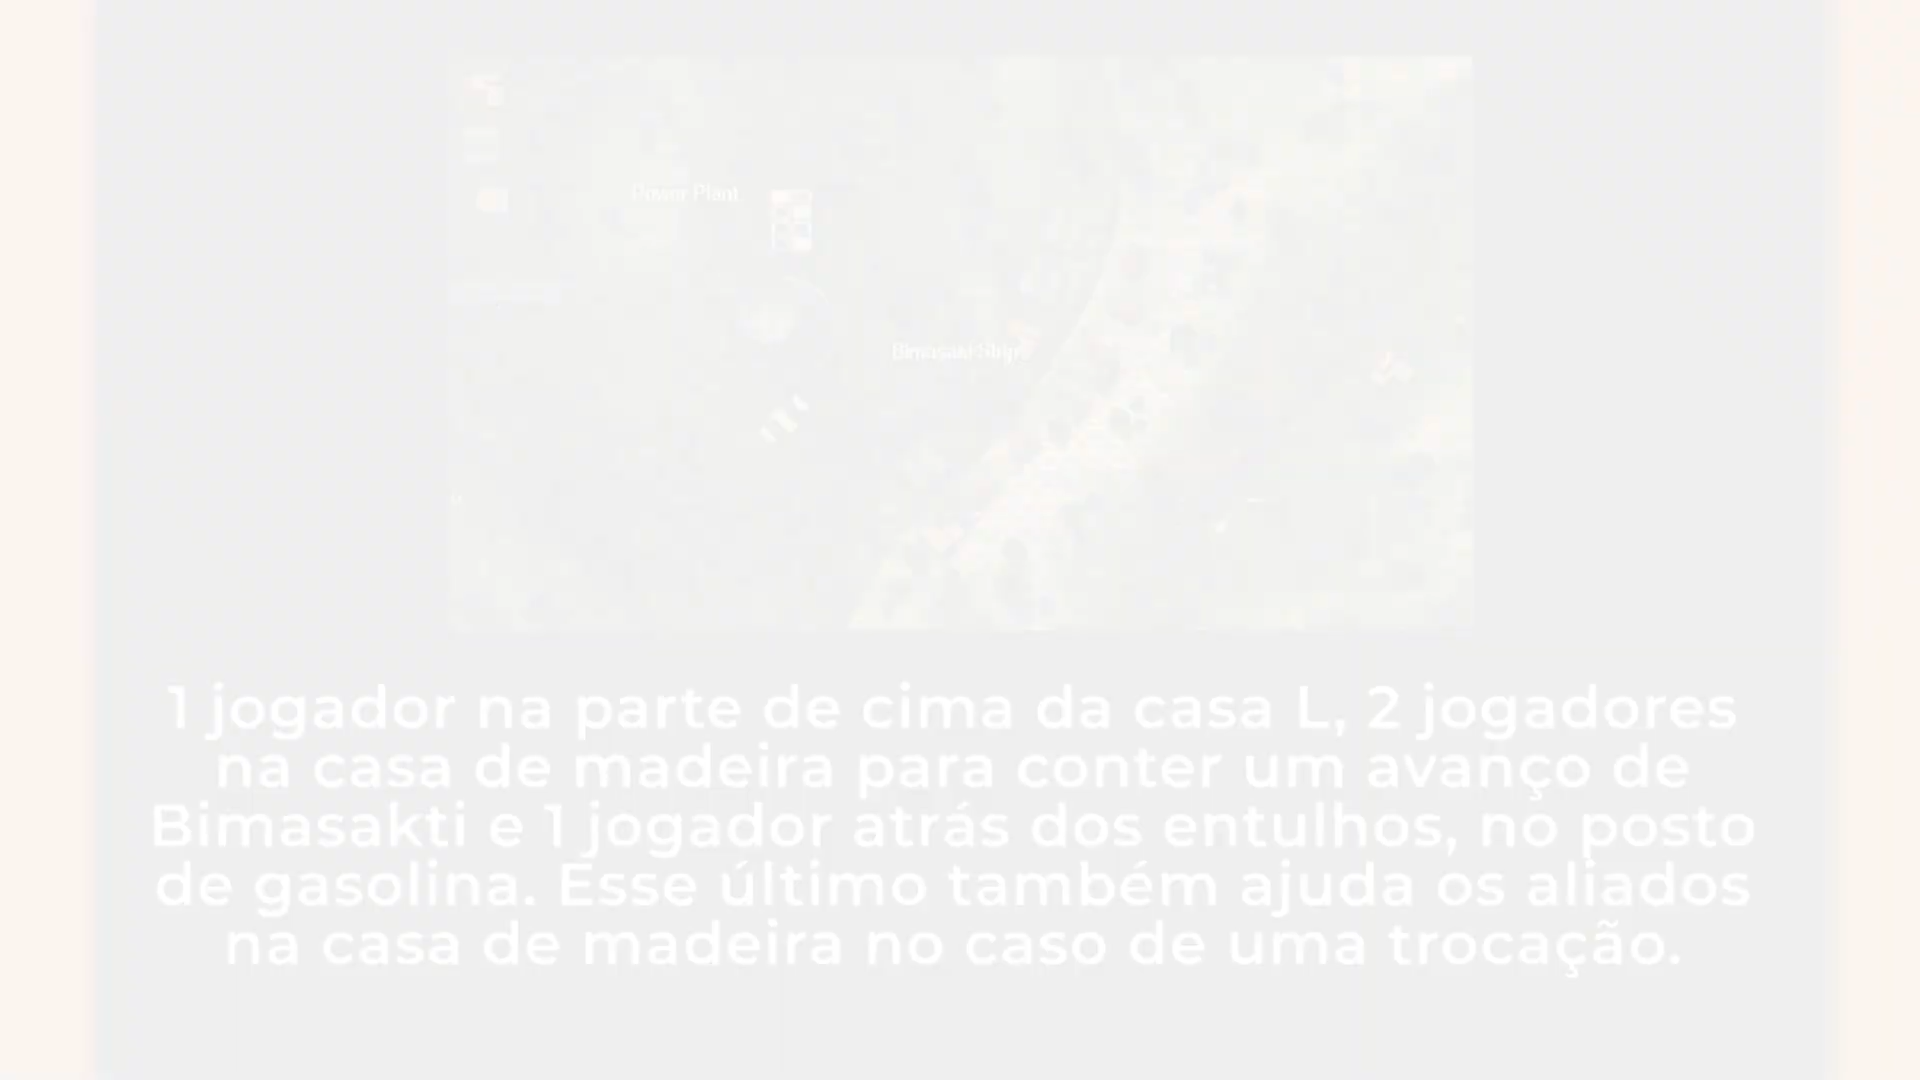 Power Plant
Bimasakti Strip
1 jogador na parte de cima da casa L, 2 jogadores
na casa de madeira para conter um avanço de
Bimasakti e 1 jogador atrás dos entulhos, no posto
de gasolina. Esse último também ajuda os aliados
na casa de madeira no caso de uma trocação.